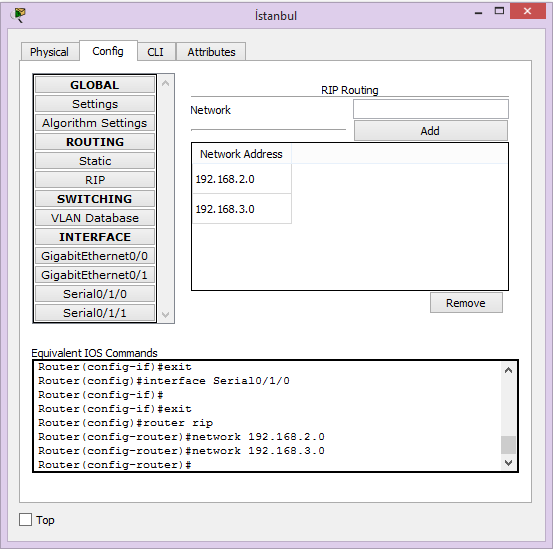 İstanbul
Physical Config CLI Attributes
GLOBAL
Settings
Algorithm Settings
ROUTING
Static
RIP
SWITCHING
VLAN Database
INTERFACE
GigabitEthernet0/0
GigabitEthernet0/1
Serial0/1/0
Serial0/1/1
RIP Routing
Network
Add
Network Address
192.168.2.0
192.168.3.0
Remove
Equivalent IOS Commands
Router(config-if)#exit
Router(config)#interface Serial0/1/0
Router(config-if)#
Router(config-if)#exit
Router(config)#router rip
Router(config-router)#network 192.168.2.0
Router(config-router)#network 192.168.3.0
Router(config-router)#
Top